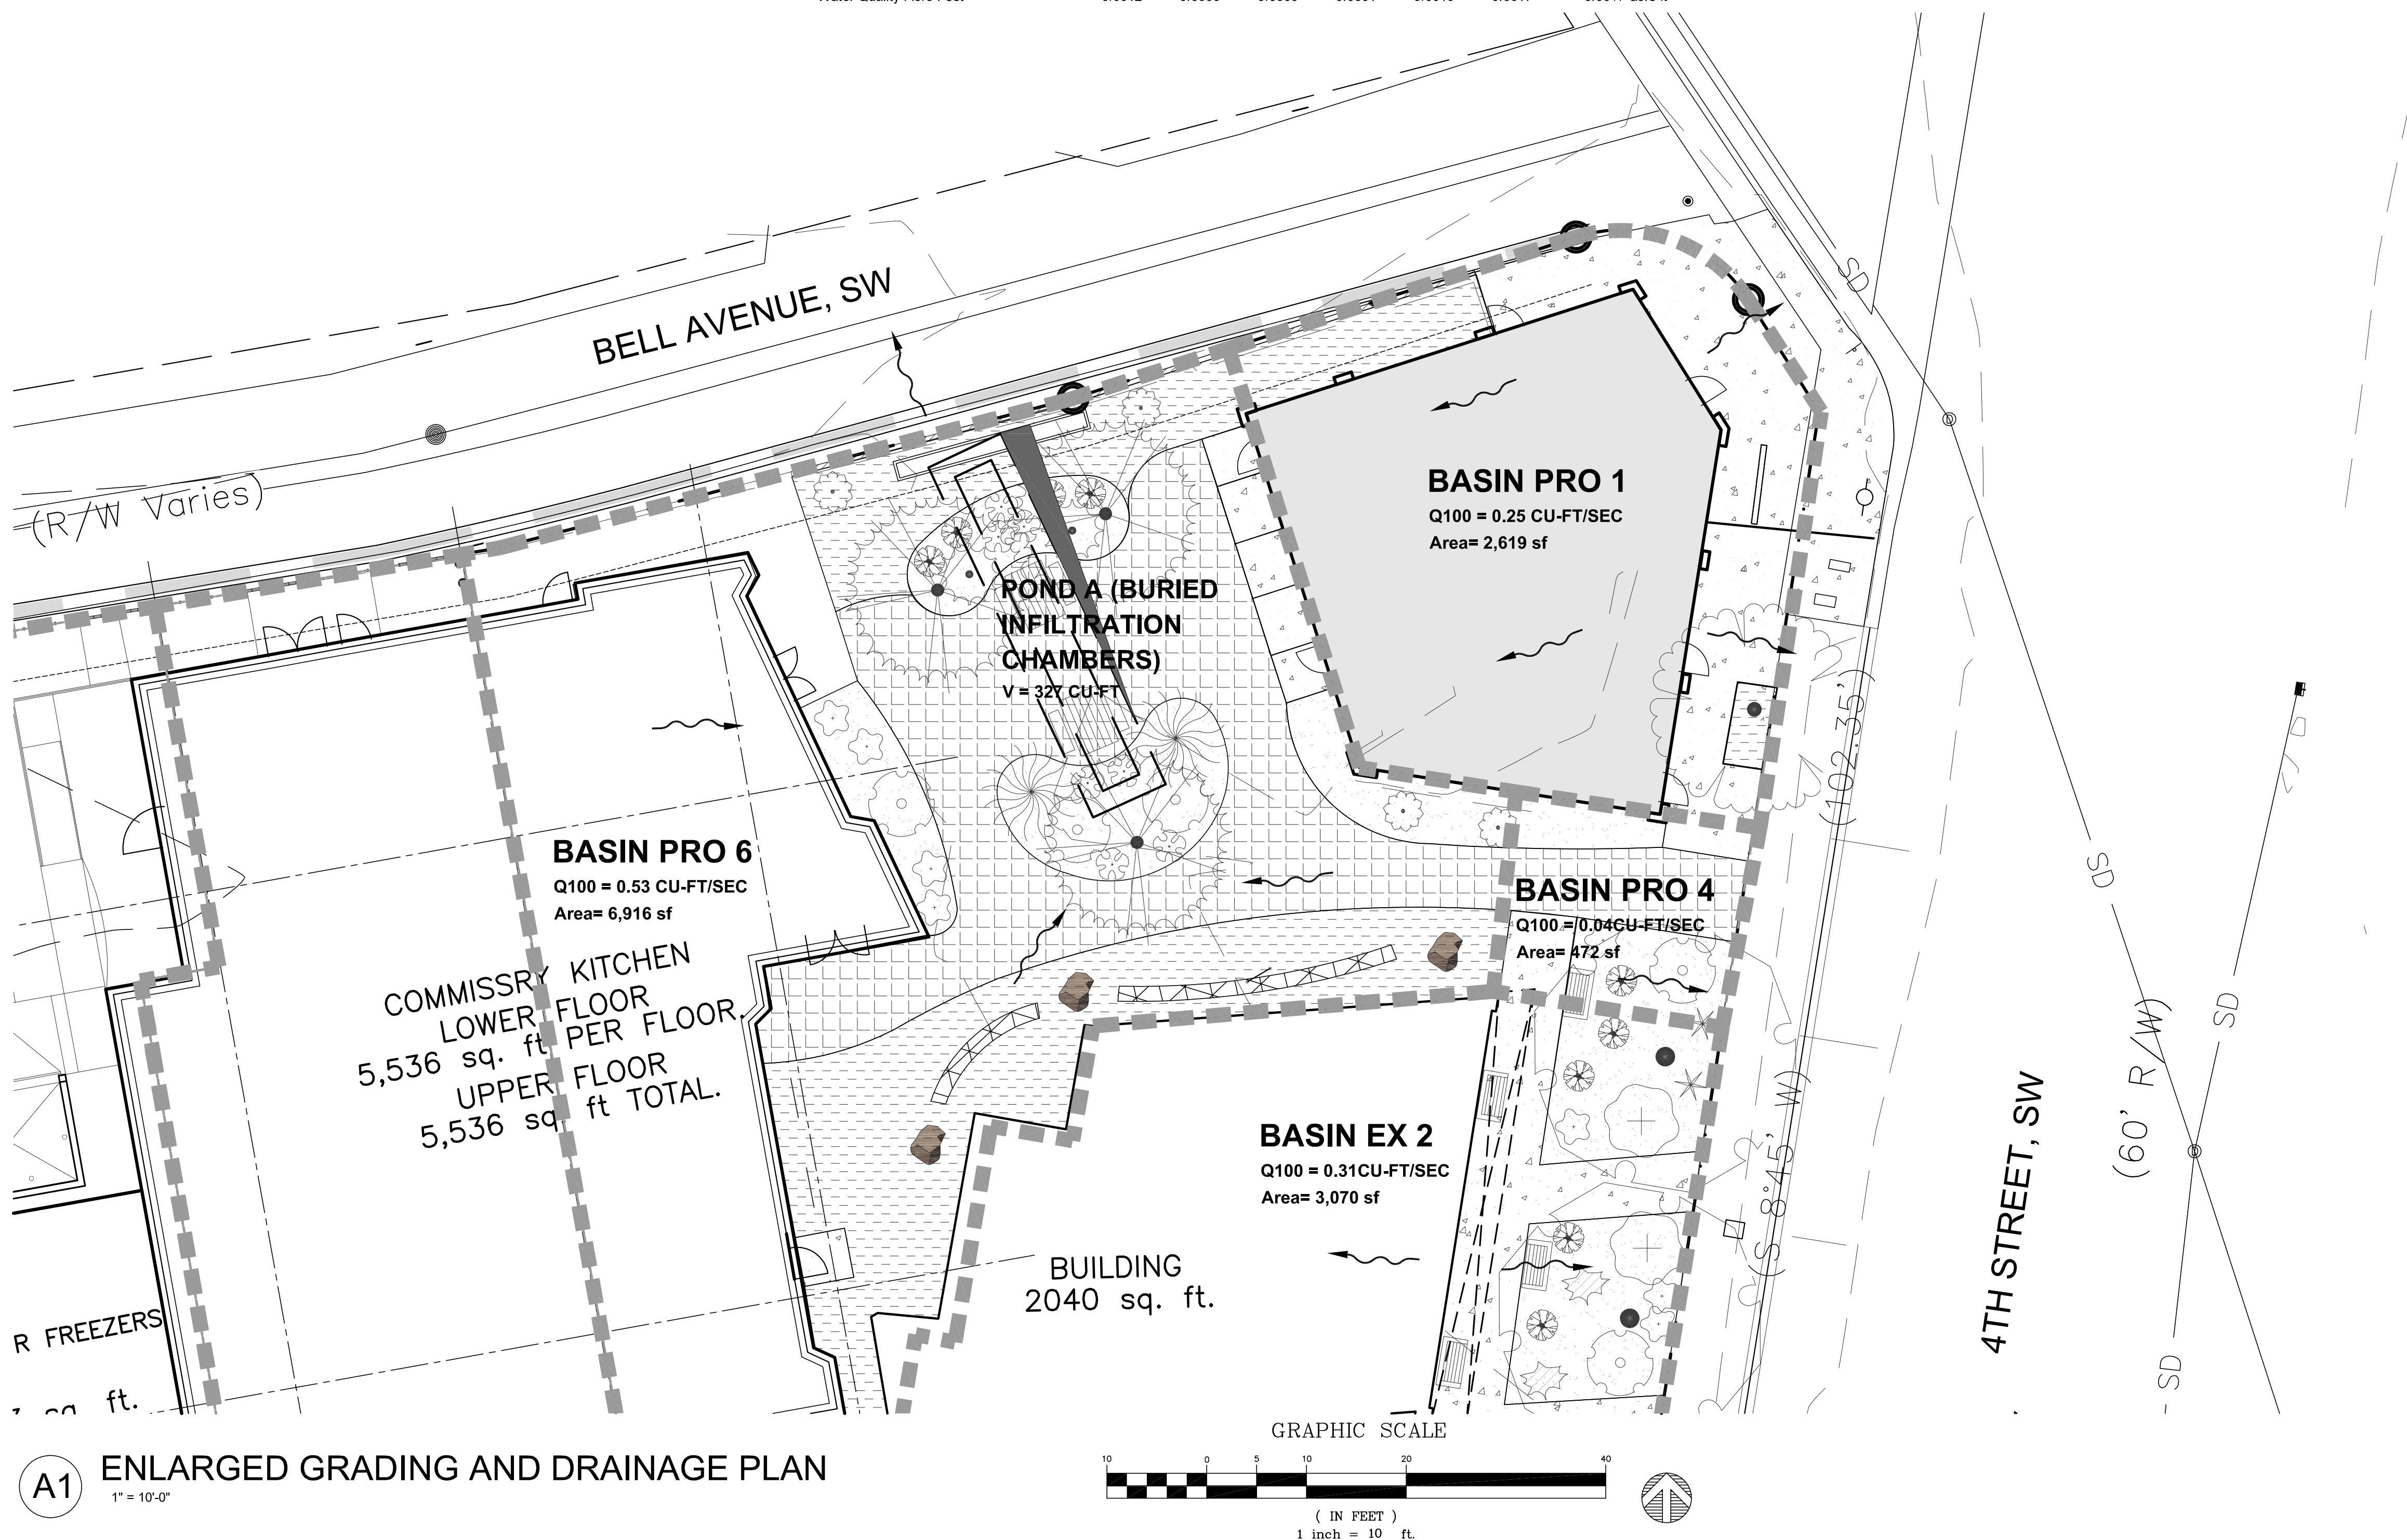 BELL AVENUE, SW
SD
(R/W Varies)
BASIN PRO 1
Q100 = 0.25 CU-FT/SEC
Area= 2,619 sf
POND A (BURIED
INFILTRATION
CHAMBERS)
V = 327 CU-FT
(102.35')
BASIN PRO 6
Q100 = 0.53 CU-FT/SEC
Area= 6,916 sf
BASIN PRO 4
Q100 = 0.04CU-FT/SEC
Area= 472 sf
SD
COMMISSRY KITCHEN
LOWER FLOOR
5,536 sq. ft PER FLOOR.
UPPER FLOOR
5,536 sq. ft TOTAL.
SD
(60' R/W)
4TH STREET, SW
(S 8°45' W)
BASIN EX 2
Q100 = 0.31CU-FT/SEC
Area= 3,070 sf
BUILDING
2040 sq. ft.
R FREEZERS
sq ft.
SD
GRAPHIC SCALE
10 0 5 10 20 40
( IN FEET )
1 inch = 10 ft.
A1
ENLARGED GRADING AND DRAINAGE PLAN
1" = 10'-0"